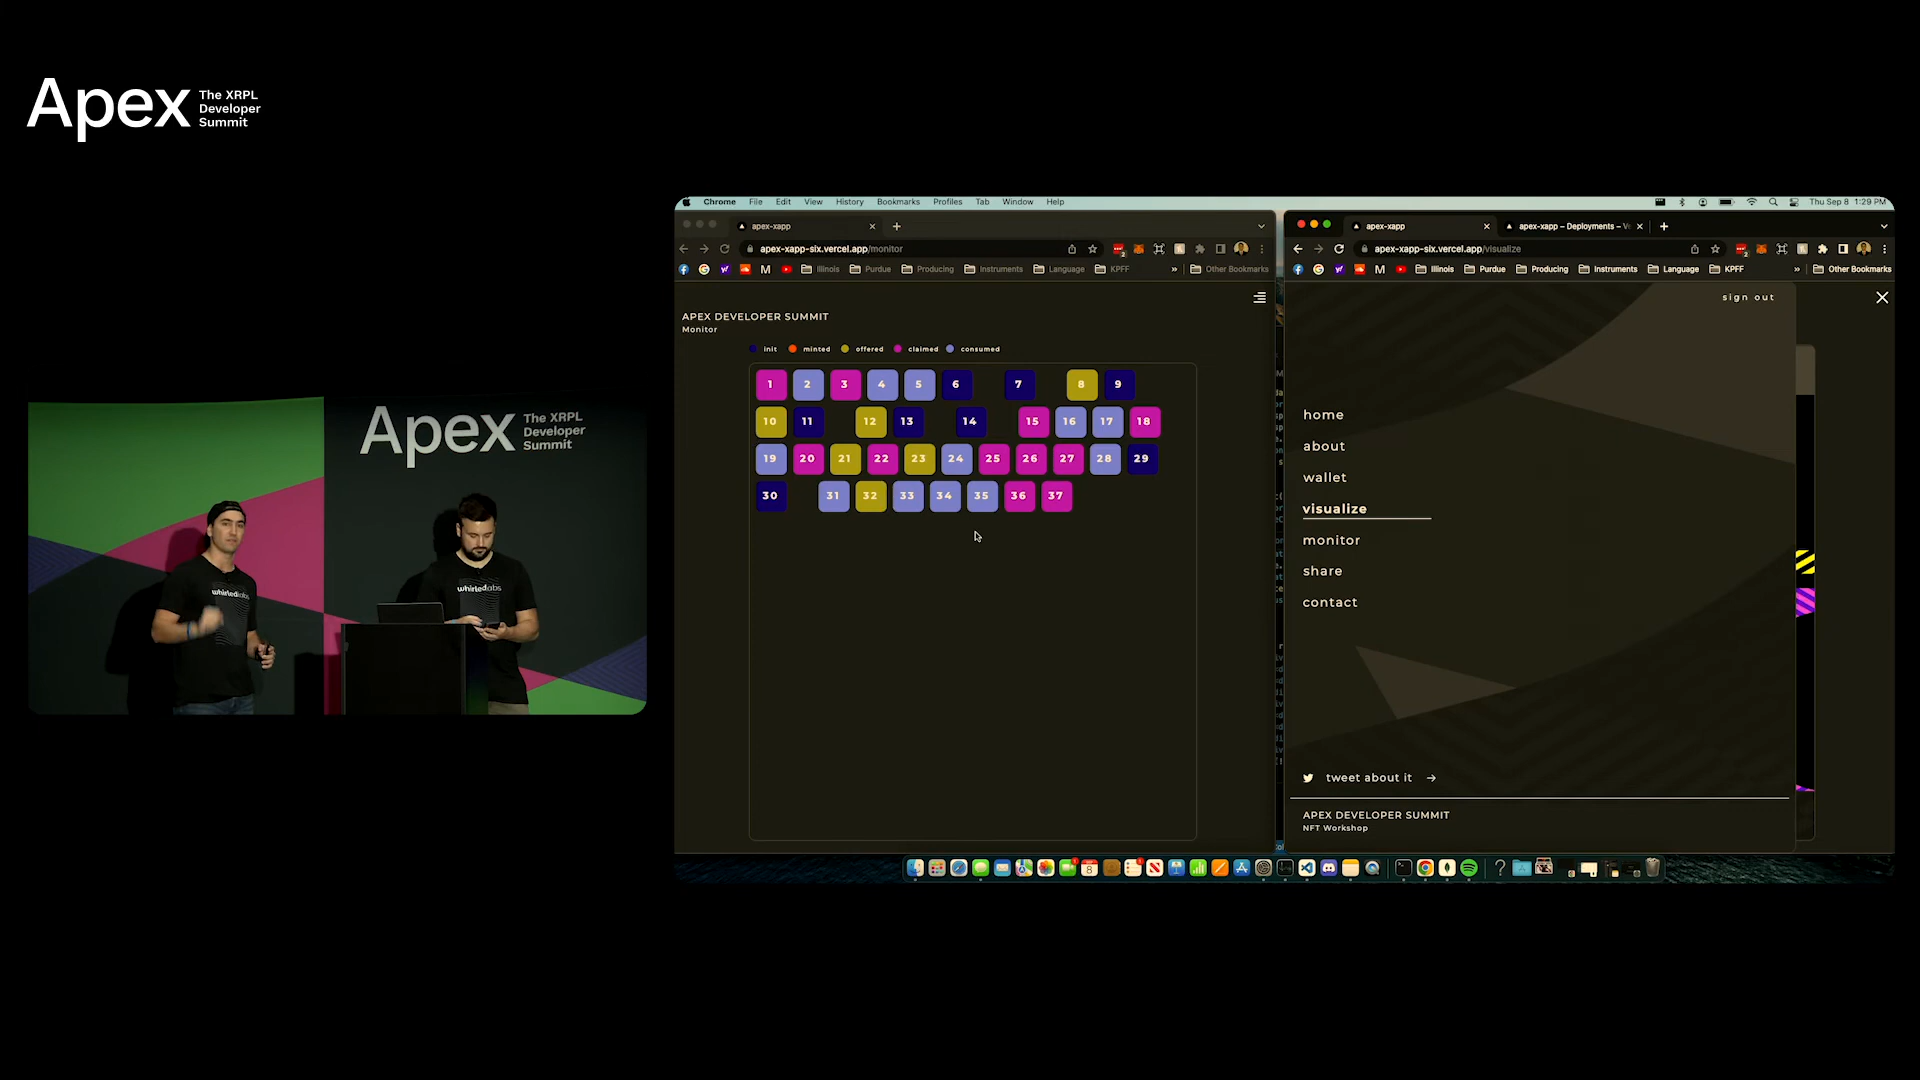 Apex The XRPL Developer Summit
Apex The XRPL Developer Summit
whirledlabs
whirledlabs
Chrome File Edit View History Bookmarks Profiles Tab Window Help
Thu Sep 8 1:29 PM
apex-xapp
apex-xapp-six.vercel.app/monitor
Illinois Purdue Producing Instruments Language KPFF » Other Bookmarks
APEX DEVELOPER SUMMIT
Monitor
init minted offered claimed consumed
1 2 3 4 5 6 7 8 9
10 11 12 13 14 15 16 17 18
19 20 21 22 23 24 25 26 27 28 29
30 31 32 33 34 35 36 37
apex-xapp
apex-xapp – Deployments –
apex-xapp-six.vercel.app/visualize
Illinois Purdue Producing Instruments Language KPFF » Other Bookmarks
sign out
home
about
wallet
visualize
monitor
share
contact
tweet about it →
APEX DEVELOPER SUMMIT
NFT Workshop